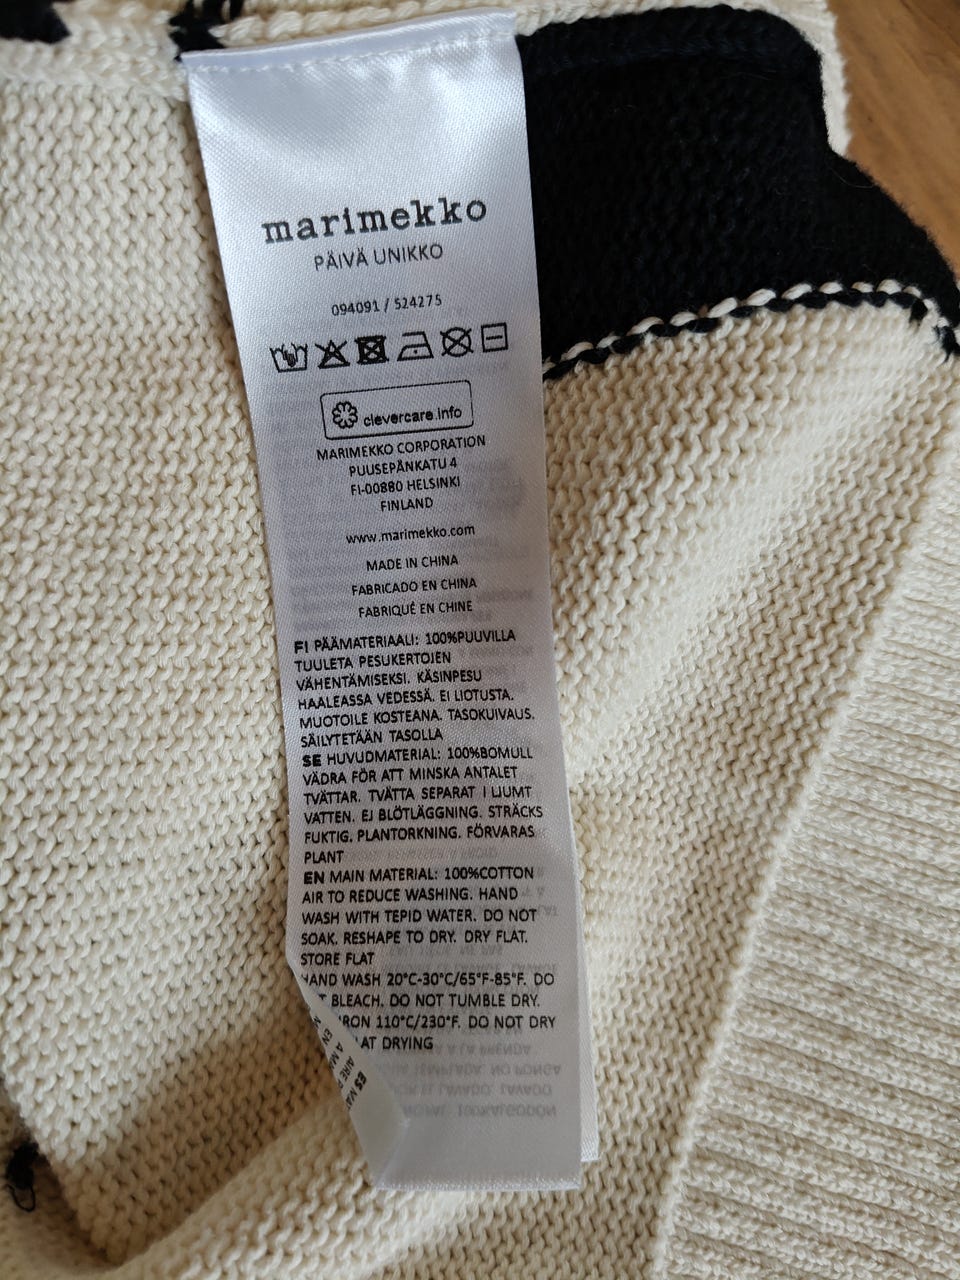 marimekko
PÄIVÄ UNIKKO
094091 / 524275
clevercare.info
MARIMEKKO CORPORATION
PUUSEPÄNKATU 4
FI-00880 HELSINKI
FINLAND
www.marimekko.com
MADE IN CHINA
FABRICADO EN CHINA
FABRIQUÉ EN CHINE
FI PÄÄMATERIAALI: 100%PUUVILLA
TUULETA PESUKERTOJEN
VÄHENTÄMISEKSI. KÄSINPESU
HAALEASSA VEDESSÄ. EI LIOTUSTA.
MUOTOILE KOSTEANA. TASOKUIVAUS.
SÄILYTETÄÄN TASOLLA
SE HUVUDMATERIAL: 100%BOMULL
VÄDRA FÖR ATT MINSKA ANTALET
TVÄTTAR. TVÄTTA SEPARAT I LJUMT
VATTEN. EJ BLÖTLÄGGNING. STRÄCKS
FUKTIG. PLANTORKNING. FÖRVARAS
PLANT
EN MAIN MATERIAL: 100%COTTON
AIR TO REDUCE WASHING. HAND
WASH WITH TEPID WATER. DO NOT
SOAK. RESHAPE TO DRY. DRY FLAT.
STORE FLAT
HAND WASH 20°C-30°C/65°F-85°F. DO
BLEACH. DO NOT TUMBLE DRY.
IRON 110°C/230°F. DO NOT DRY
DRYING
ES